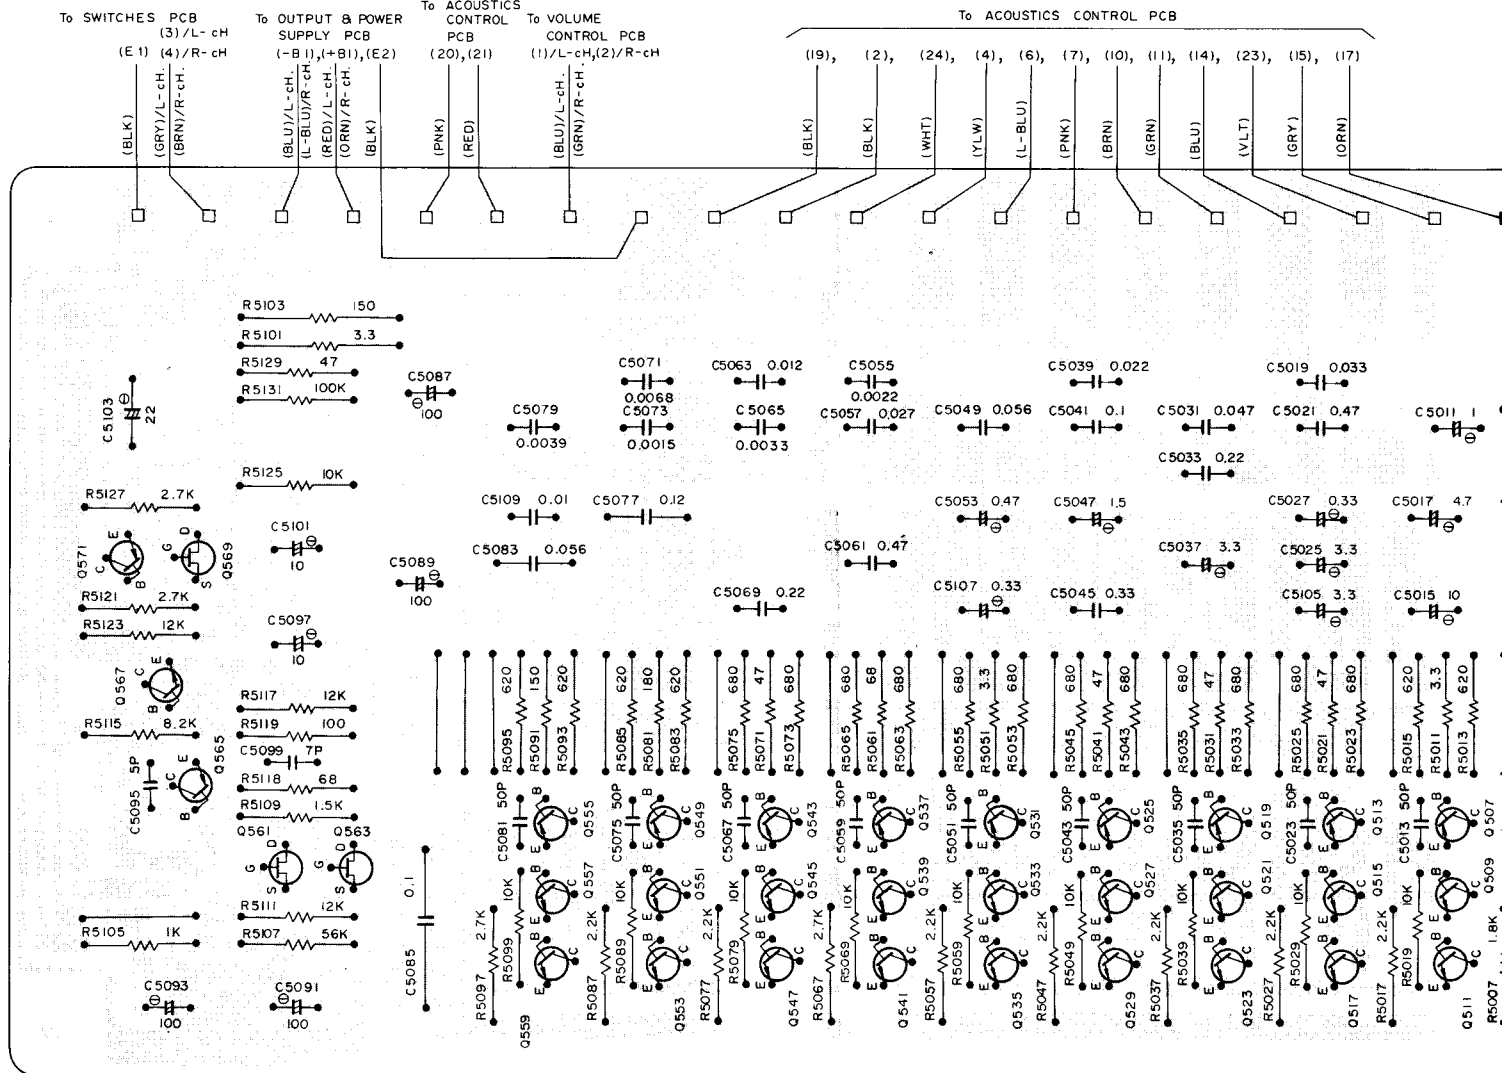 To SWITCHES PCB
(3)/L-cH
(E1) (4)/R-cH
To OUTPUT & POWER
SUPPLY PCB
(-B1),(+B1),(E2)
To ACOUSTICS
CONTROL
PCB
(20),(21)
To VOLUME
CONTROL PCB
(1)/L-cH,(2)/R-cH
To ACOUSTICS CONTROL PCB
(19), (2), (24), (4), (6), (7), (10), (11), (14), (23), (15), (17)
(BLK)
(GRY)/L-cH.
(BRN)/R-cH.
(BLU)/L-cH.
(L-BLU)/R-cH.
(RED)/L-cH.
(ORN)/R-cH.
(BLK)
(PNK)
(RED)
(BLU)/L-cH.
(GRN)/R-cH.
(BLK)
(BLK)
(WHT)
(YLW)
(L-BLU)
(PNK)
(BRN)
(GRN)
(BLU)
(VLT)
(GRY)
(ORN)
R5103 150
R5101 3.3
R5129 47
R5131 100K
C5103 ⊖ 22
C5087 ⊖ 100
C5071 0.0068
C5063 0.012
C5055 0.0022
C5039 0.022
C5019 0.033
C5079 0.0039
C5073 0.0015
C5065 0.0033
C5057 0.027
C5049 0.056
C5041 0.1
C5031 0.047
C5021 0.47
C5011 1 ⊖
C5033 0.22
R5125 10K
R5127 2.7K
C5109 0.01
C5077 0.12
C5053 0.47 ⊖
C5047 1.5 ⊖
C5027 0.33 ⊖
C5017 4.7 ⊖
Q571 E C B
Q569 D G S
C5101 ⊖ 10
C5089 ⊖ 100
C5083 0.056
C5061 0.47
C5037 3.3 ⊖
C5025 3.3 ⊖
R5121 2.7K
R5123 12K
C5097 ⊖ 10
C5069 0.22
C5107 0.33 ⊖
C5045 0.33
C5105 3.3 ⊖
C5015 10 ⊖
Q567 C E B
R5117 12K
R5115 8.2K
R5119 100
C5099 7P
C5095 5P
Q565 C E B
R5118 68
R5109 1.5K
Q561 G D S
Q563 G D S
R5111 12K
R5105 1K
R5107 56K
C5093 ⊖ 100
C5091 ⊖ 100
C5085 0.1
R5095 620
R5091 150
R5093 620
R5085 620
R5081 180
R5083 620
R5075 680
R5071 47
R5073 680
R5065 680
R5061 68
R5063 680
R5055 680
R5051 3.3
R5053 680
R5045 680
R5041 47
R5043 680
R5035 680
R5031 47
R5033 680
R5025 680
R5021 47
R5023 680
R5015 620
R5011 3.3
R5013 620
C5081 50P B C E Q555
C5075 50P B C E Q549
C5067 50P B C E Q543
C5059 50P B C E Q537
C5051 50P B C E Q531
C5043 50P B C E Q525
C5035 50P B C E Q519
C5023 50P B C E Q513
C5013 50P B C E Q507
R5099 10K B C E Q557
R5089 10K B C E Q551
R5079 10K B C E Q545
R5069 10K B C E Q539
R5059 10K B C E Q533
R5049 10K B C E Q527
R5039 10K B C E Q521
R5029 10K B C E Q515
R5019 10K B C E Q509
R5097 2.7K B C E Q559
R5087 2.2K B C E Q553
R5077 2.2K B C E Q547
R5067 2.7K B C E Q541
R5057 2.2K B C E Q535
R5047 2.2K B C E Q529
R5037 2.2K B C E Q523
R5027 2.2K B C E Q517
R5017 2.2K B C E Q511
R5007 1.8K